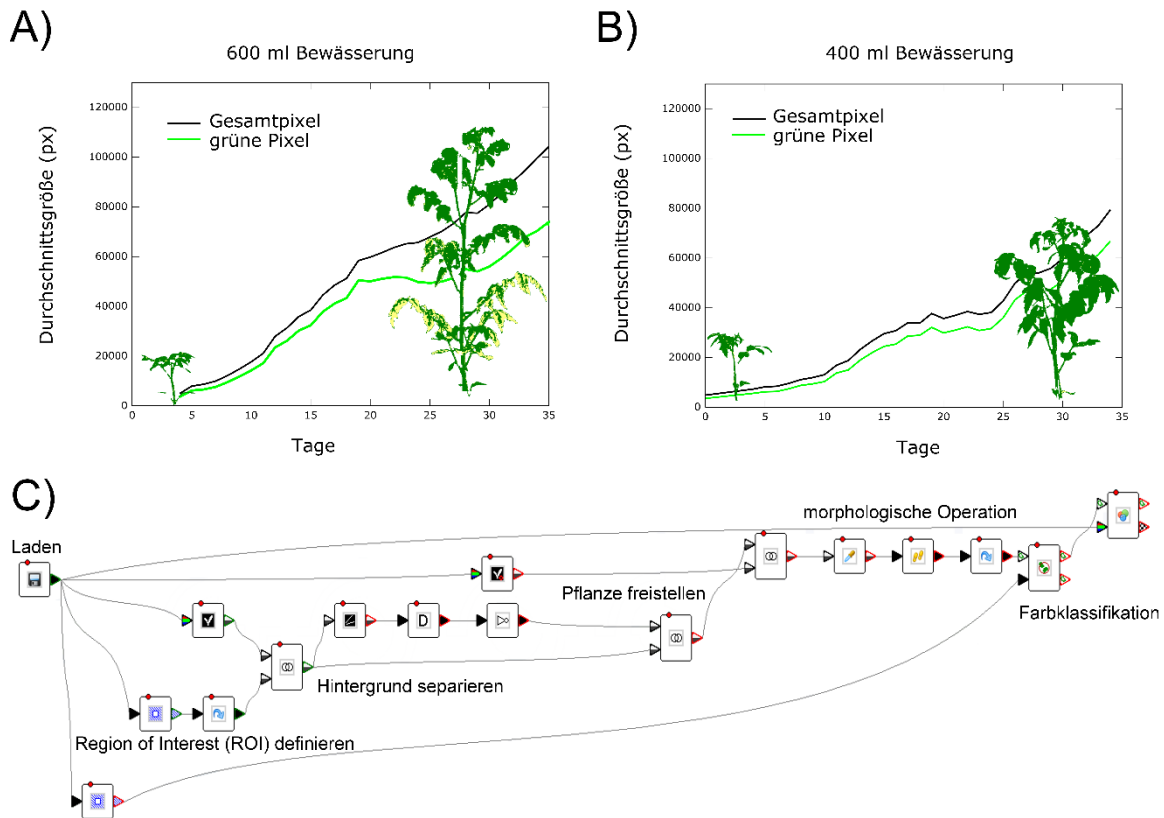 A)
600 ml Bewässerung
Durchschnittsgröße (px)
120000
100000
80000
60000
40000
20000
0
Gesamtpixel
grüne Pixel
0 5 10 15 20 25 30 35
Tage
B)
400 ml Bewässerung
Durchschnittsgröße (px)
120000
100000
80000
60000
40000
20000
0
Gesamtpixel
grüne Pixel
0 5 10 15 20 25 30 35
Tage
C)
Laden
morphologische Operation
Pflanze freistellen
D
Farbklassifikation
Hintergrund separieren
Region of Interest (ROI) definieren